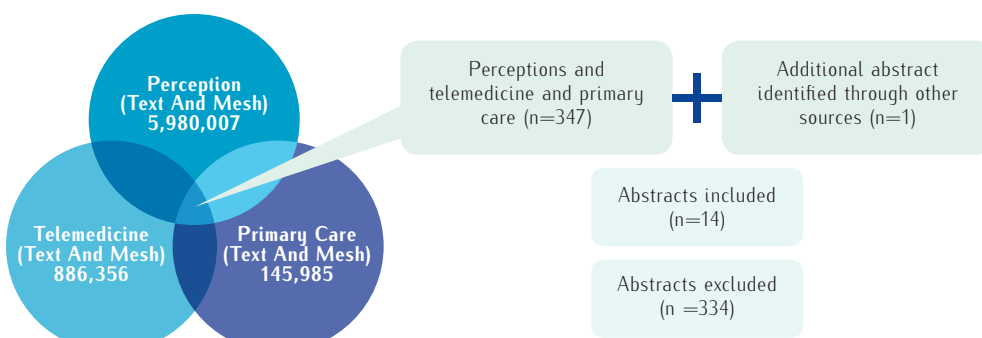 Perception
(Text And Mesh)
5,980,007
Telemedicine
(Text And Mesh)
886,356
Primary Care
(Text And Mesh)
145,985
Perceptions and
telemedicine and primary
care (n=347)
+
Additional abstract
identified through other
sources (n=1)
Abstracts included
(n=14)
Abstracts excluded
(n =334)